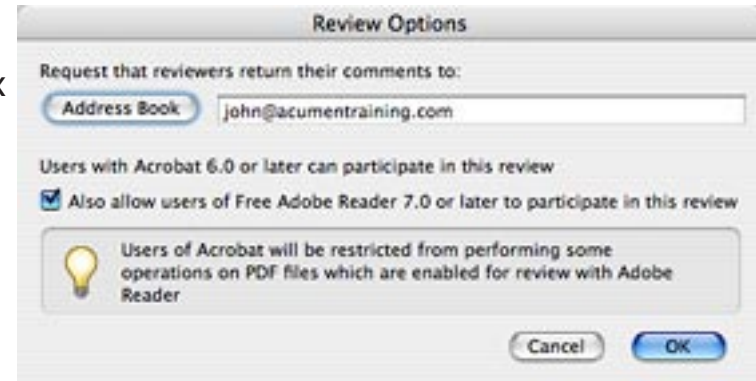 Review Options
Request that reviewers return their comments to:
x
Address Book john@acumentraining.com
Users with Acrobat 6.0 or later can participate in this review
Also allow users of Free Adobe Reader 7.0 or later to participate in this review
Users of Acrobat will be restricted from performing some
operations on PDF files which are enabled for review with Adobe
Reader
Cancel OK